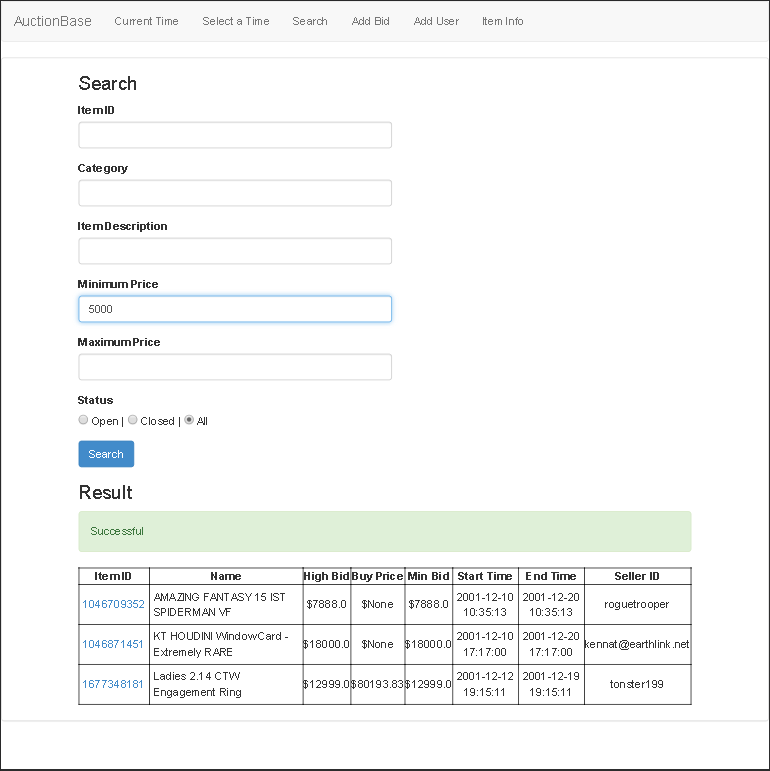 AuctionBase Current Time Select a Time Search Add Bid Add User Item Info
Search
ItemID
Category
Item Description
Minimum Price
5000
Maximum Price
Status
Open | Closed | All
Search
Result
Successful
ItemID Name High Bid Buy Price Min Bid Start Time End Time Seller ID
1046709352 AMAZING FANTASY 15 IST SPIDERMAN VF $7888.0 $None $7888.0 2001-12-10 10:35:13 2001-12-20 10:35:13 roguetrooper
1046871451 KT HOUDINI WindowCard - Extremely RARE $18000.0 $None $18000.0 2001-12-10 17:17:00 2001-12-20 17:17:00 kennat@earthlink.net
1677348181 Ladies 2.14 CTW Engagement Ring $12999.0 $80193.83 $12999.0 2001-12-12 19:15:11 2001-12-19 19:15:11 tonster199